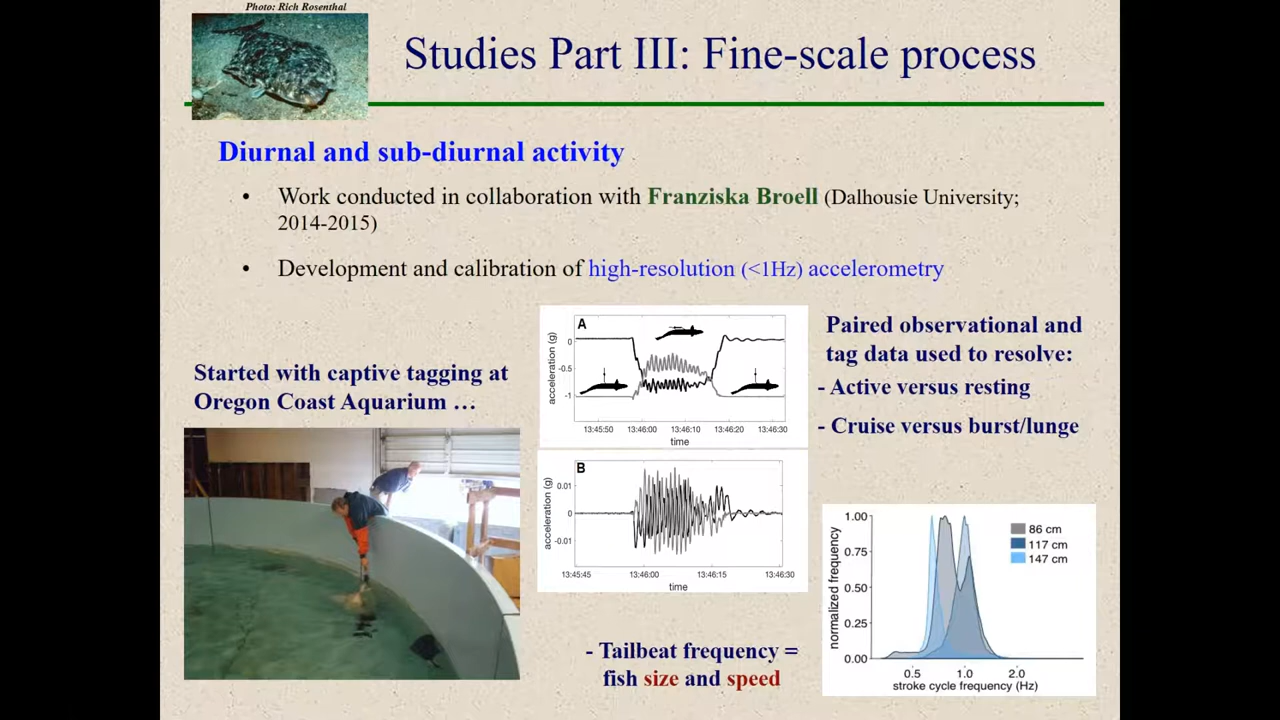 Photo: Rich Rosenthal
Studies Part III: Fine-scale process
Diurnal and sub-diurnal activity
• Work conducted in collaboration with Franziska Broell (Dalhousie University;
2014-2015)
• Development and calibration of high-resolution (<1Hz) accelerometry
Started with captive tagging at
Oregon Coast Aquarium …
A
acceleration (g)
0
-0.5
-1
13:45:50 13:46:00 13:46:10 13:46:20 13:46:30
time
B
acceleration (g)
0.01
0
-0.01
13:45:45 13:46:00 13:46:15 13:46:30
time
Paired observational and
tag data used to resolve:
- Active versus resting
- Cruise versus burst/lunge
- Tailbeat frequency =
fish size and speed
normalized frequency
1.00
0.75
0.50
0.25
0.00
86 cm
117 cm
147 cm
0.5 1.0 2.0
stroke cycle frequency (Hz)